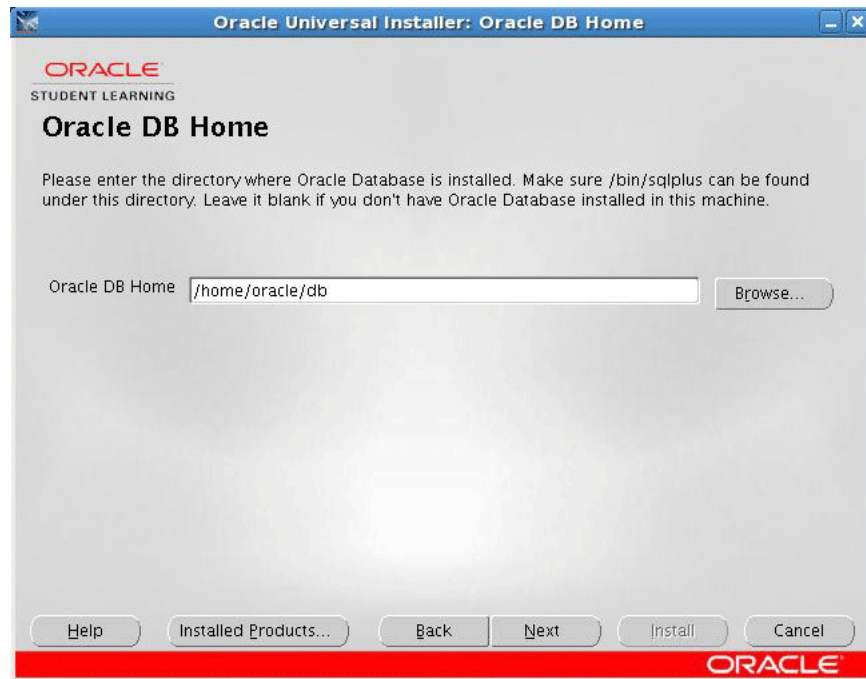 Oracle Universal Installer: Oracle DB Home
ORACLE
STUDENT LEARNING
Oracle DB Home
Please enter the directory where Oracle Database is installed. Make sure /bin/sqlplus can be found
under this directory. Leave it blank if you don't have Oracle Database installed in this machine.
Oracle DB Home /home/oracle/db Browse...
Help Installed Products... Back Next Install Cancel
ORACLE